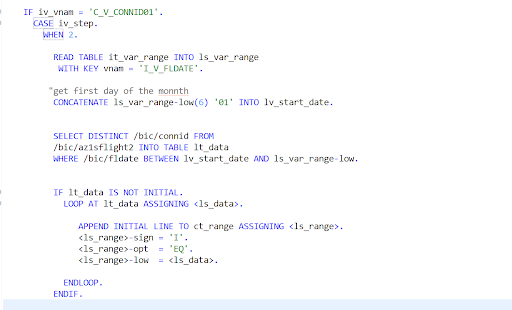 IF iv_vnam = 'C_V_CONNID01'.
CASE iv_step.
WHEN 2.
READ TABLE it_var_range INTO ls_var_range
WITH KEY vnam = 'I_V_FLDATE'.
"get first day of the monnth
CONCATENATE ls_var_range-low(6) '01' INTO lv_start_date.
SELECT DISTINCT /bic/connid FROM
/bic/az1sflight2 INTO TABLE lt_data
WHERE /bic/fldate BETWEEN lv_start_date AND ls_var_range-low.
IF lt_data IS NOT INITIAL.
LOOP AT lt_data ASSIGNING <ls_data>.
APPEND INITIAL LINE TO ct_range ASSIGNING <ls_range>.
<ls_range>-sign = 'I'.
<ls_range>-opt = 'EQ'.
<ls_range>-low = <ls_data>.
ENDLOOP.
ENDIF.